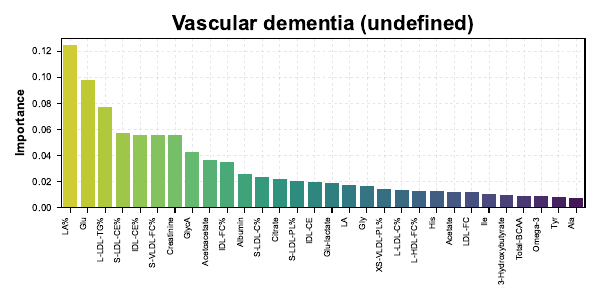 Vascular dementia (undefined)
Importance
0.12
0.10
0.08
0.06
0.04
0.02
0.00
LA%
Glu
L-LDL-TG%
S-LDL-CE%
IDL-CE%
S-VLDL-FC%
Creatinine
GlycA
Acetoacetate
IDL-FC%
Albumin
S-LDL-C%
Citrate
S-LDL-PL%
IDL-CE
Glu-lactate
LA
Gly
XS-VLDL-PL%
L-LDL-C%
L-HDL-FC%
His
Acetate
LDL-FC
Ile
3-Hydroxybutyrate
Total-BCAA
Omega-3
Tyr
Ala